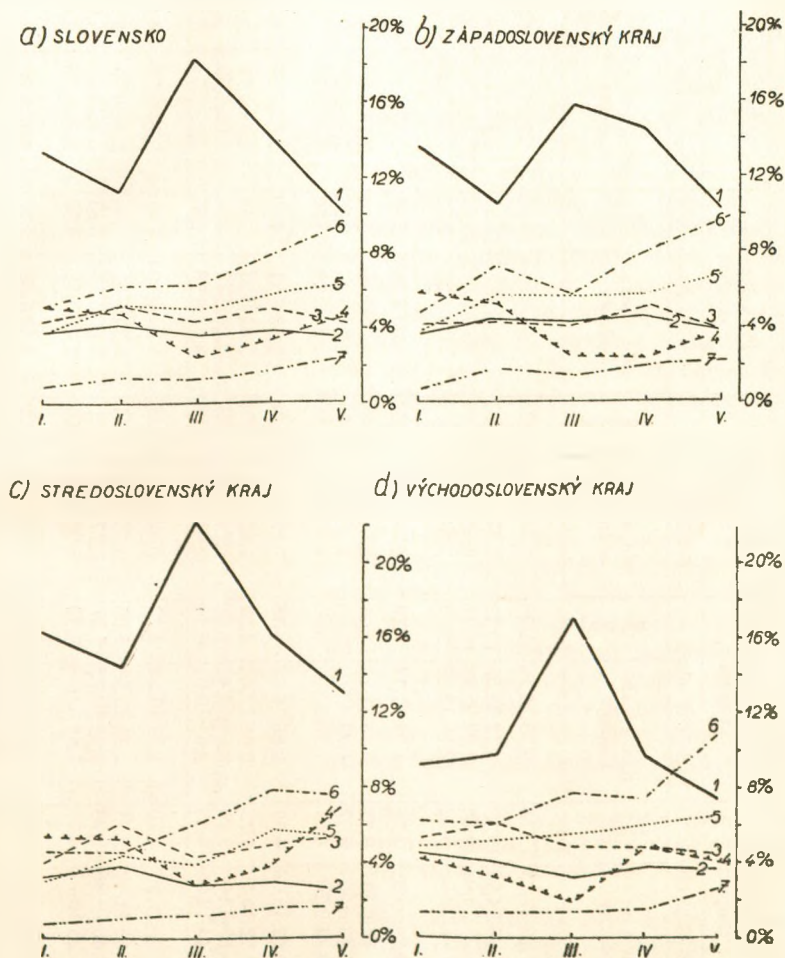 a) SLOVENSKO
20%
16%
12%
8%
4%
0%
1
6
5
3
4
2
7
I.
II.
III
IV.
V.
b) ZÀPADOSLOVENSKÝ KRAJ
20%
16%
12%
8%
4%
0%
1
6
5
3
2
4
7
I.
II.
III
IV.
V.
c) STREDOSLOVENSKÝ KRAJ
20%
16%
12%
8%
4%
0%
1
6
4
5
3
2
7
I.
II.
III.
IV.
V.
d) VÝCHODOSLOVENSKÝ KRAJ
20%
16%
12%
8%
4%
0%
6
1
5
3
4
2
7
I.
II.
III.
IV
V.